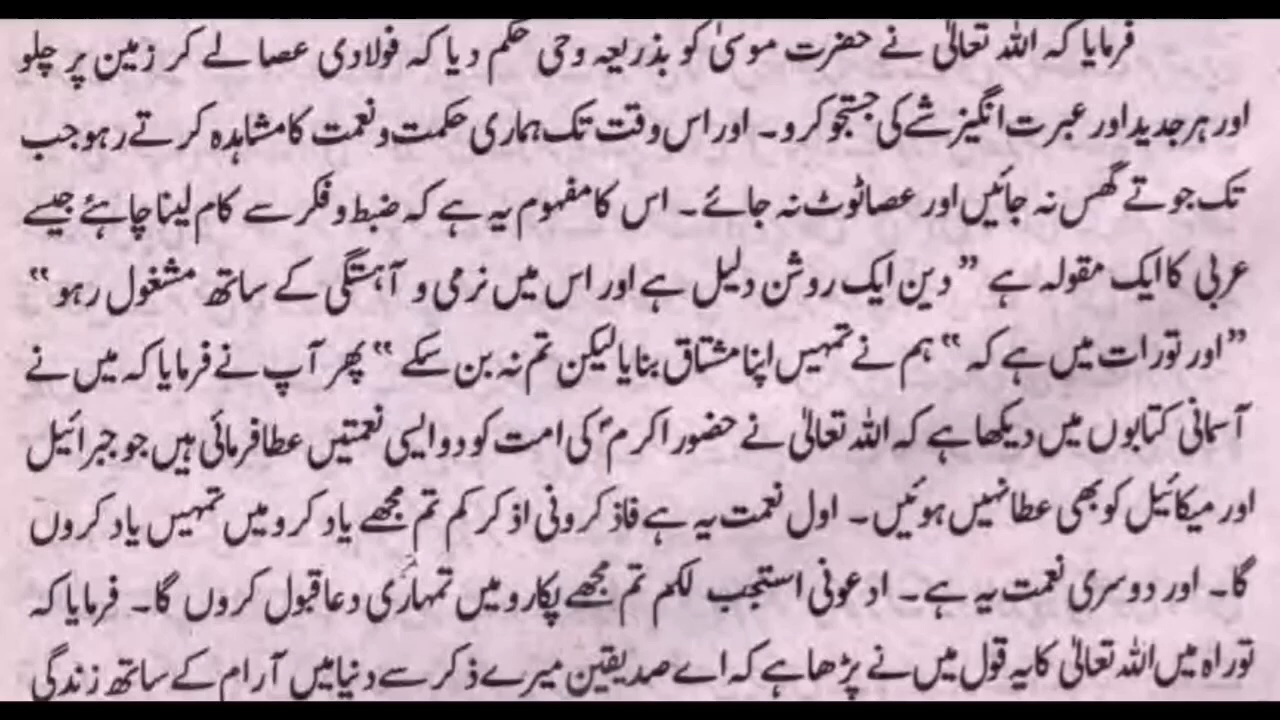 فرمایا کہ اللہ تعالیٰ نے حضرت موسیٰ کو بذریعہ وحی حکم دیا کہ فولادی عصا لے کر زمین پر چلو
اور ہر جدید اور عبرت انگیز شے کی جستجو کرو۔ اور اس وقت تک ہماری حکمت و نعمت کا مشاہدہ کرتے رہو جب
تک جوتے گھس نہ جائیں اور عصا ٹوٹ نہ جائے۔ اس کا مفہوم یہ ہے کہ ضبط و فکر سے کام لینا چاہئے جیسے
عربی کا ایک مقولہ ہے ”دین ایک روشن دلیل ہے اور اس میں نرمی و آہستگی کے ساتھ مشغول رہو“
”اور تورات میں ہے کہ “ ہم نے تمہیں اپنا مشتاق بنایا لیکن تم نہ بن سکے“ پھر آپ نے فرمایا کہ میں نے
آسمانی کتابوں میں دیکھا ہے کہ اللہ تعالیٰ نے حضور اکرمؐ کی امت کو دو ایسی نعمتیں عطا فرمائی ہیں جو جبرائیل
اور میکائیل کو بھی عطا نہیں ہوئیں۔ اول نعمت یہ ہے فاذکرونی اذکرکم تم مجھے یاد کرو میں تمہیں یاد کروں
گا۔ اور دوسری نعمت یہ ہے۔ ادعونی استجب لکم تم مجھے پکارو میں تمہاری دعا قبول کروں گا۔ فرمایا کہ
توراہ میں اللہ تعالیٰ کا یہ قول میں نے پڑھا ہے کہ اے صدیقین میرے ذکر سے دنیا میں آرام کے ساتھ زندگی